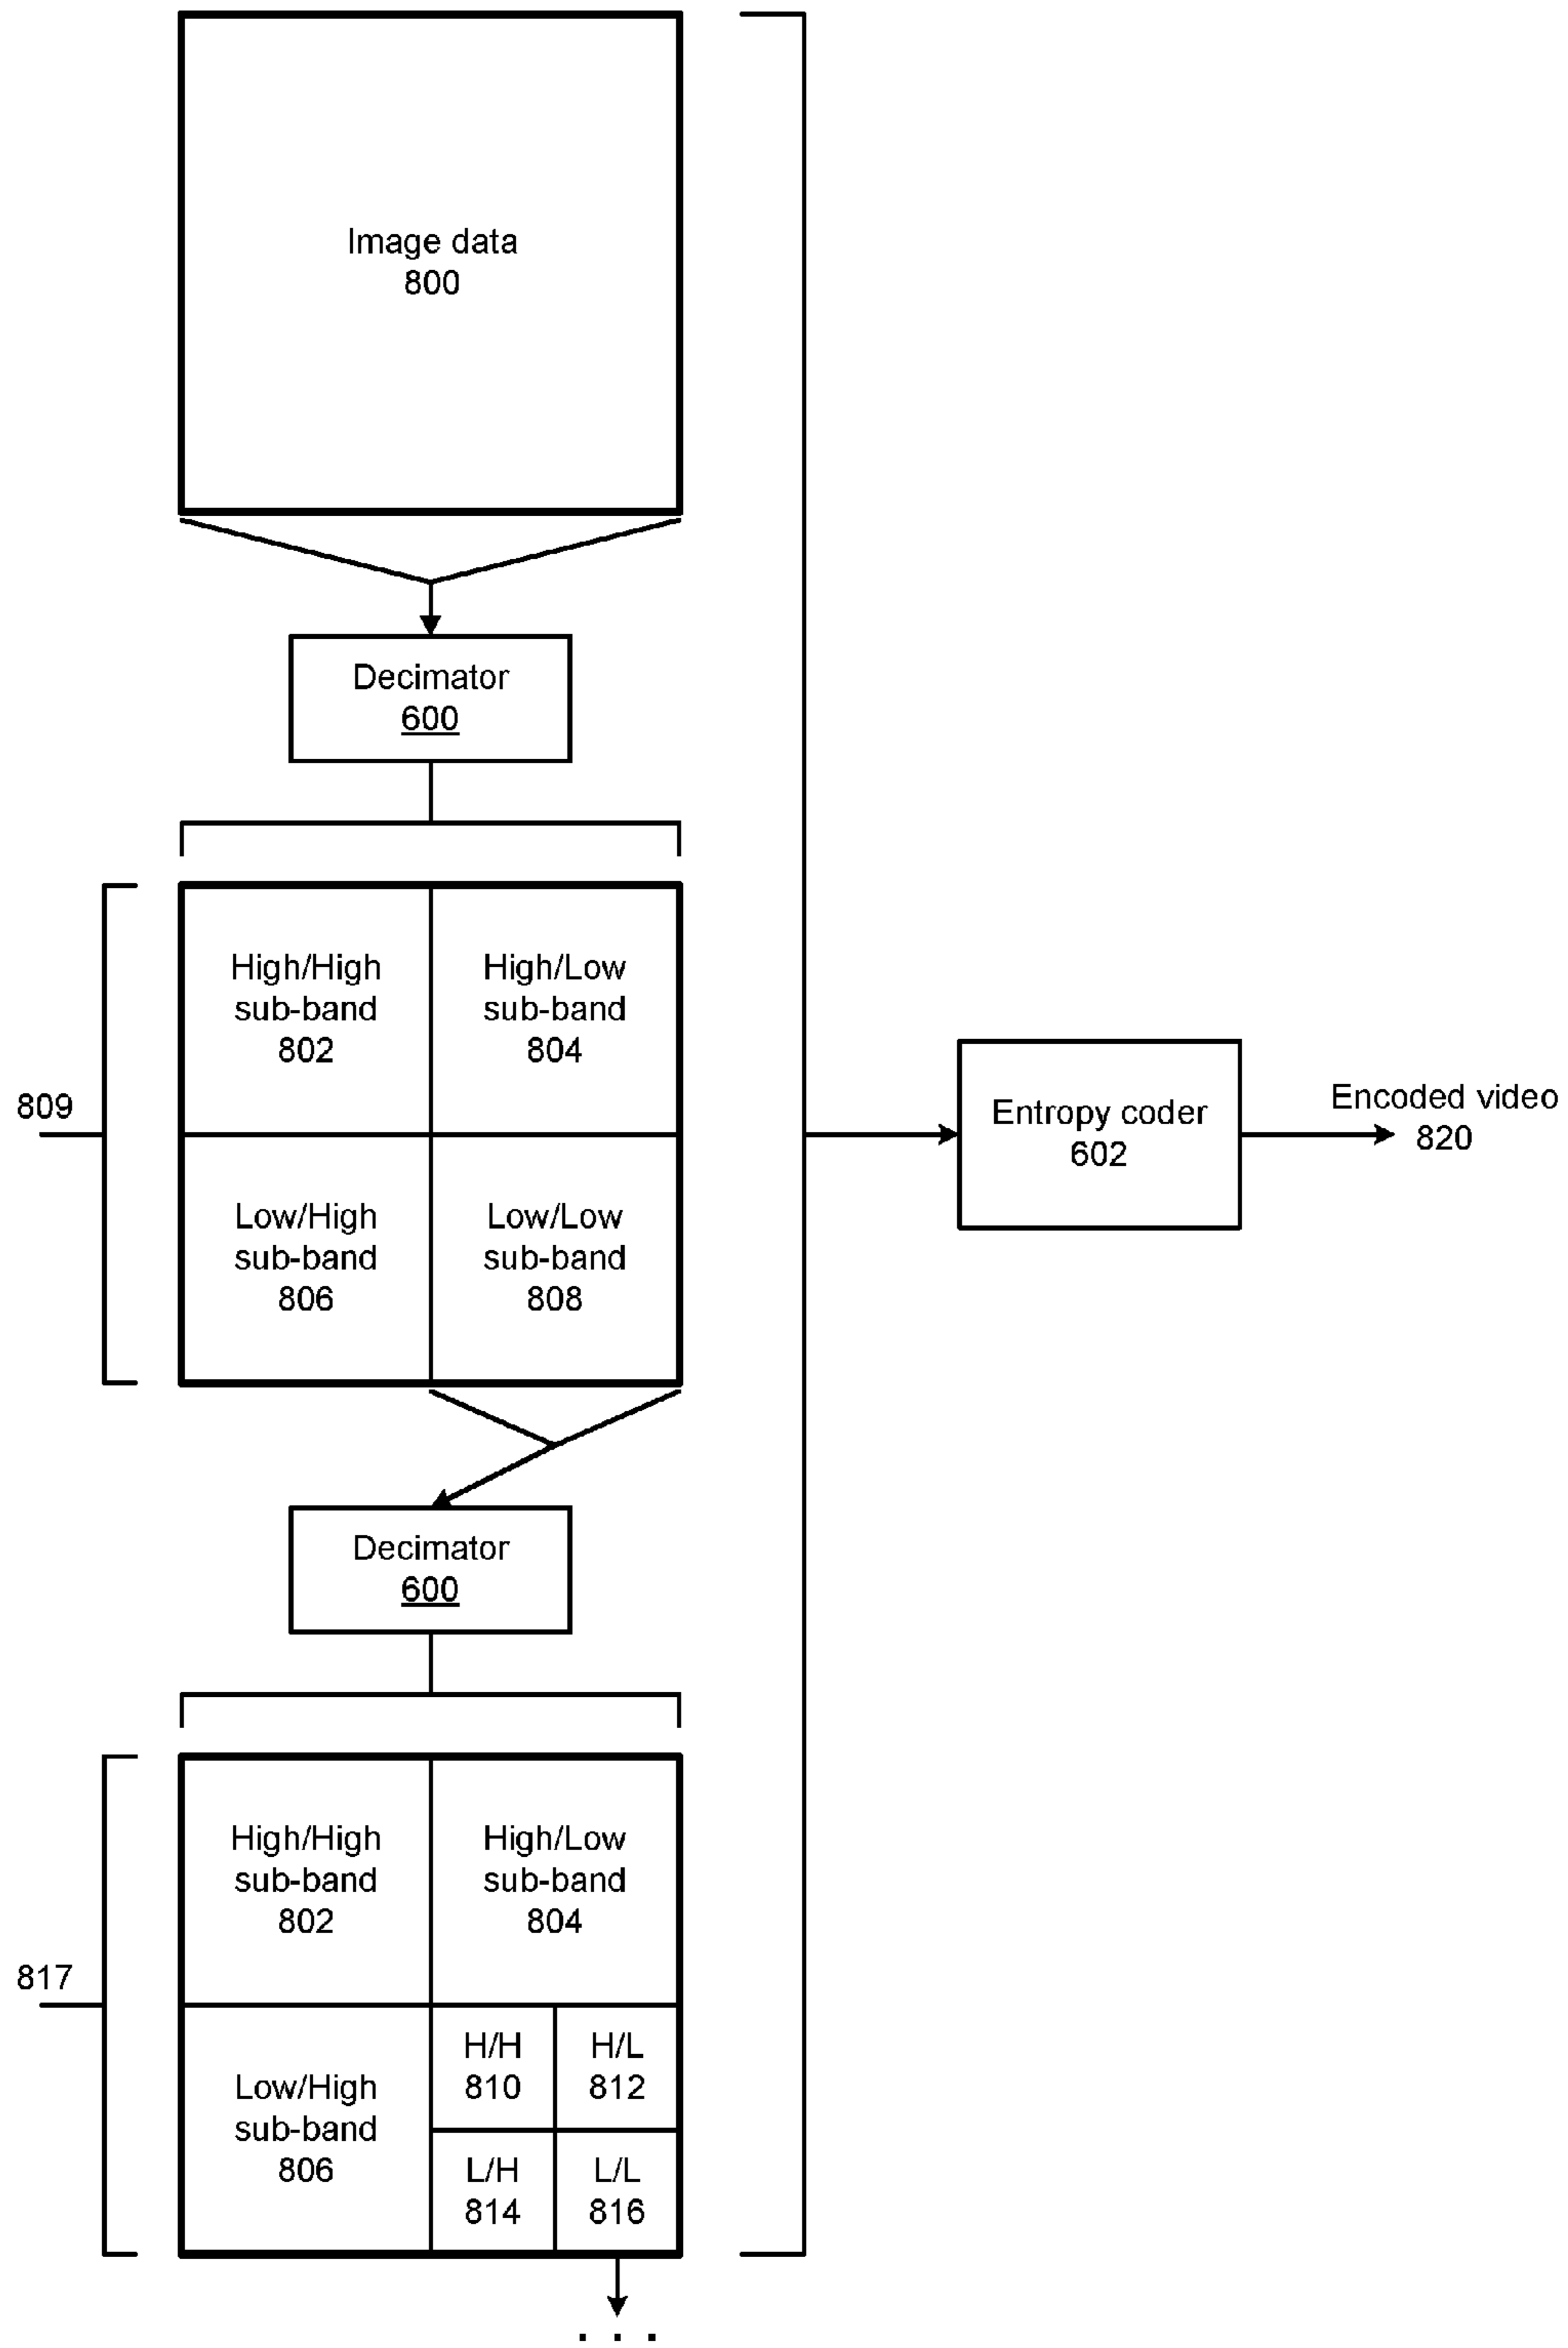 Image data
800
Decimator
600
High/High
sub-band
802
High/Low
sub-band
804
809
Low/High
sub-band
806
Low/Low
sub-band
808
Entropy coder
602
Encoded video
820
Decimator
600
High/High
sub-band
802
High/Low
sub-band
804
817
Low/High
sub-band
806
H/H
810
H/L
812
L/H
814
L/L
816
. . .